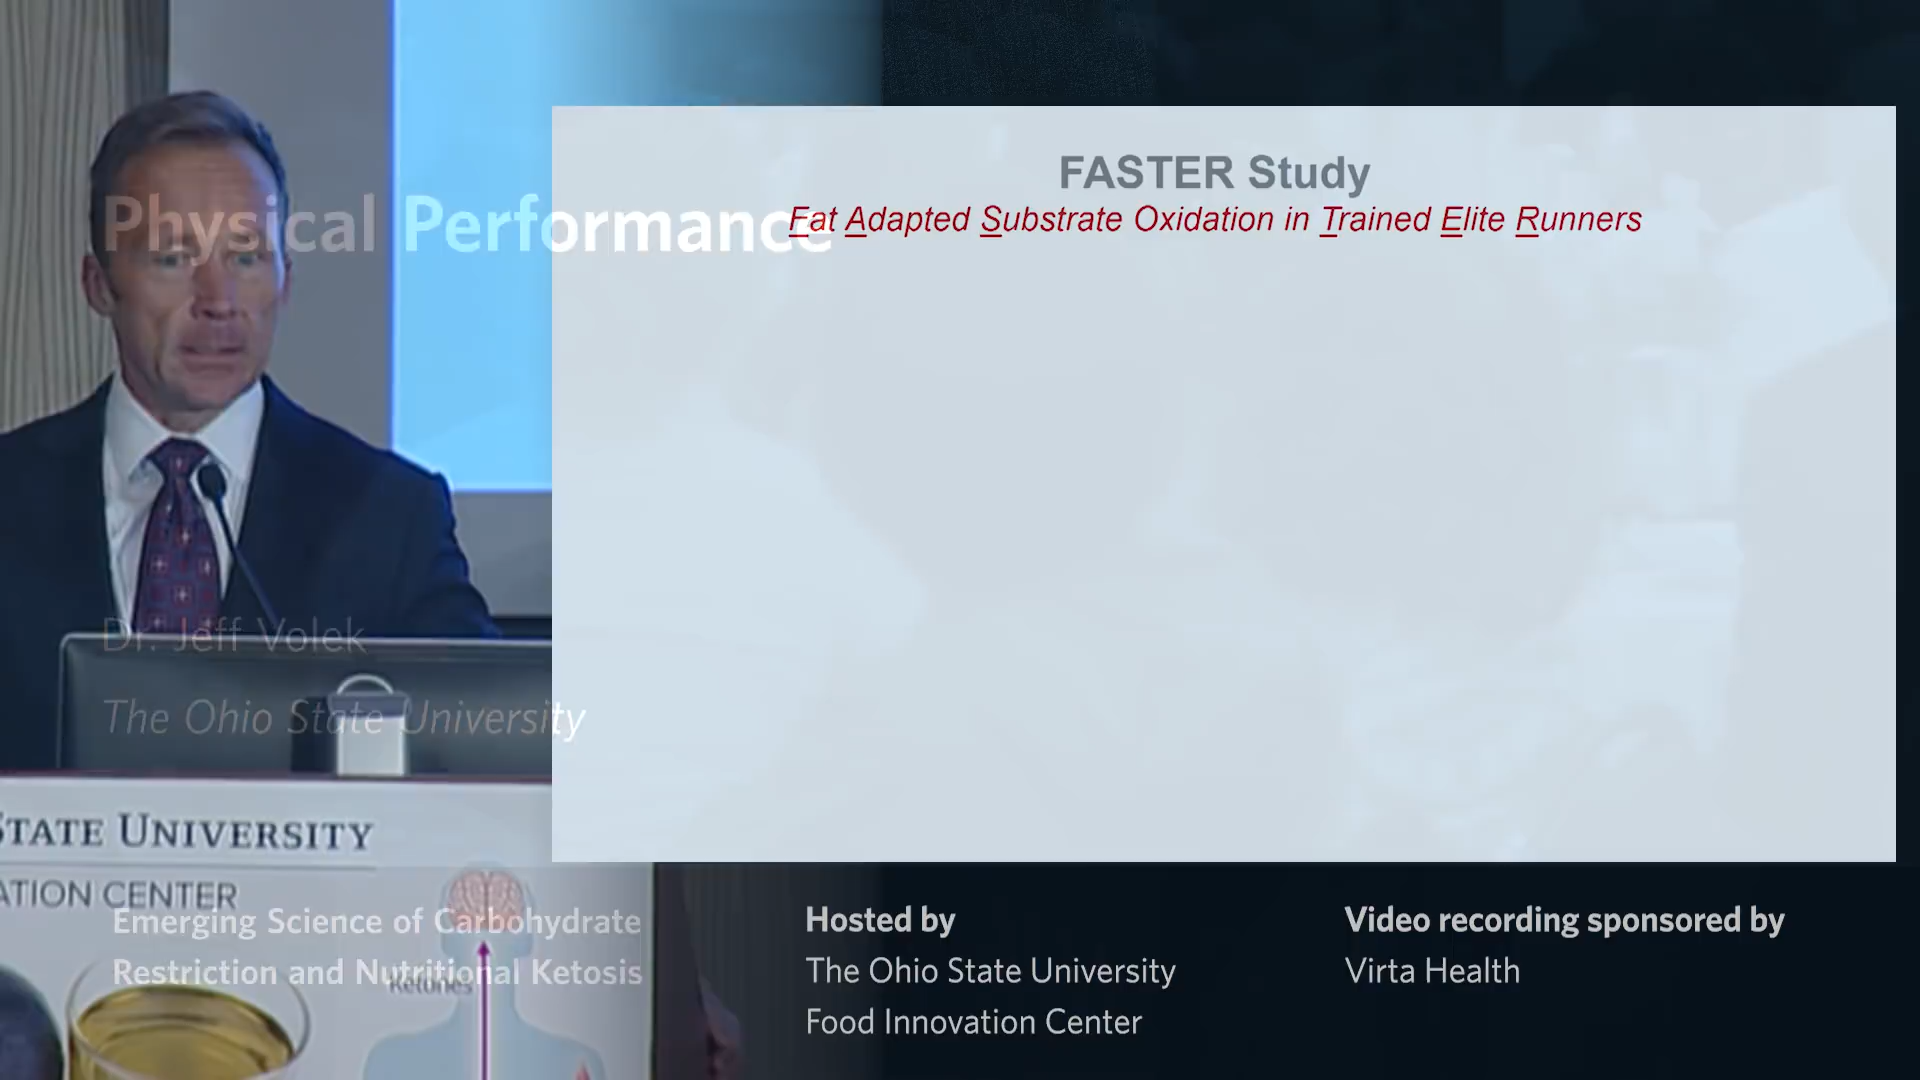 FASTER Study
Fat Adapted Substrate Oxidation in Trained Elite Runners
Physical Performance
Dr. Jeff Volek
The Ohio State University
STATE UNIVERSITY
ATION CENTER
Ketones
Emerging Science of Carbohydrate
Restriction and Nutritional Ketosis
Hosted by
The Ohio State University
Food Innovation Center
Video recording sponsored by
Virta Health